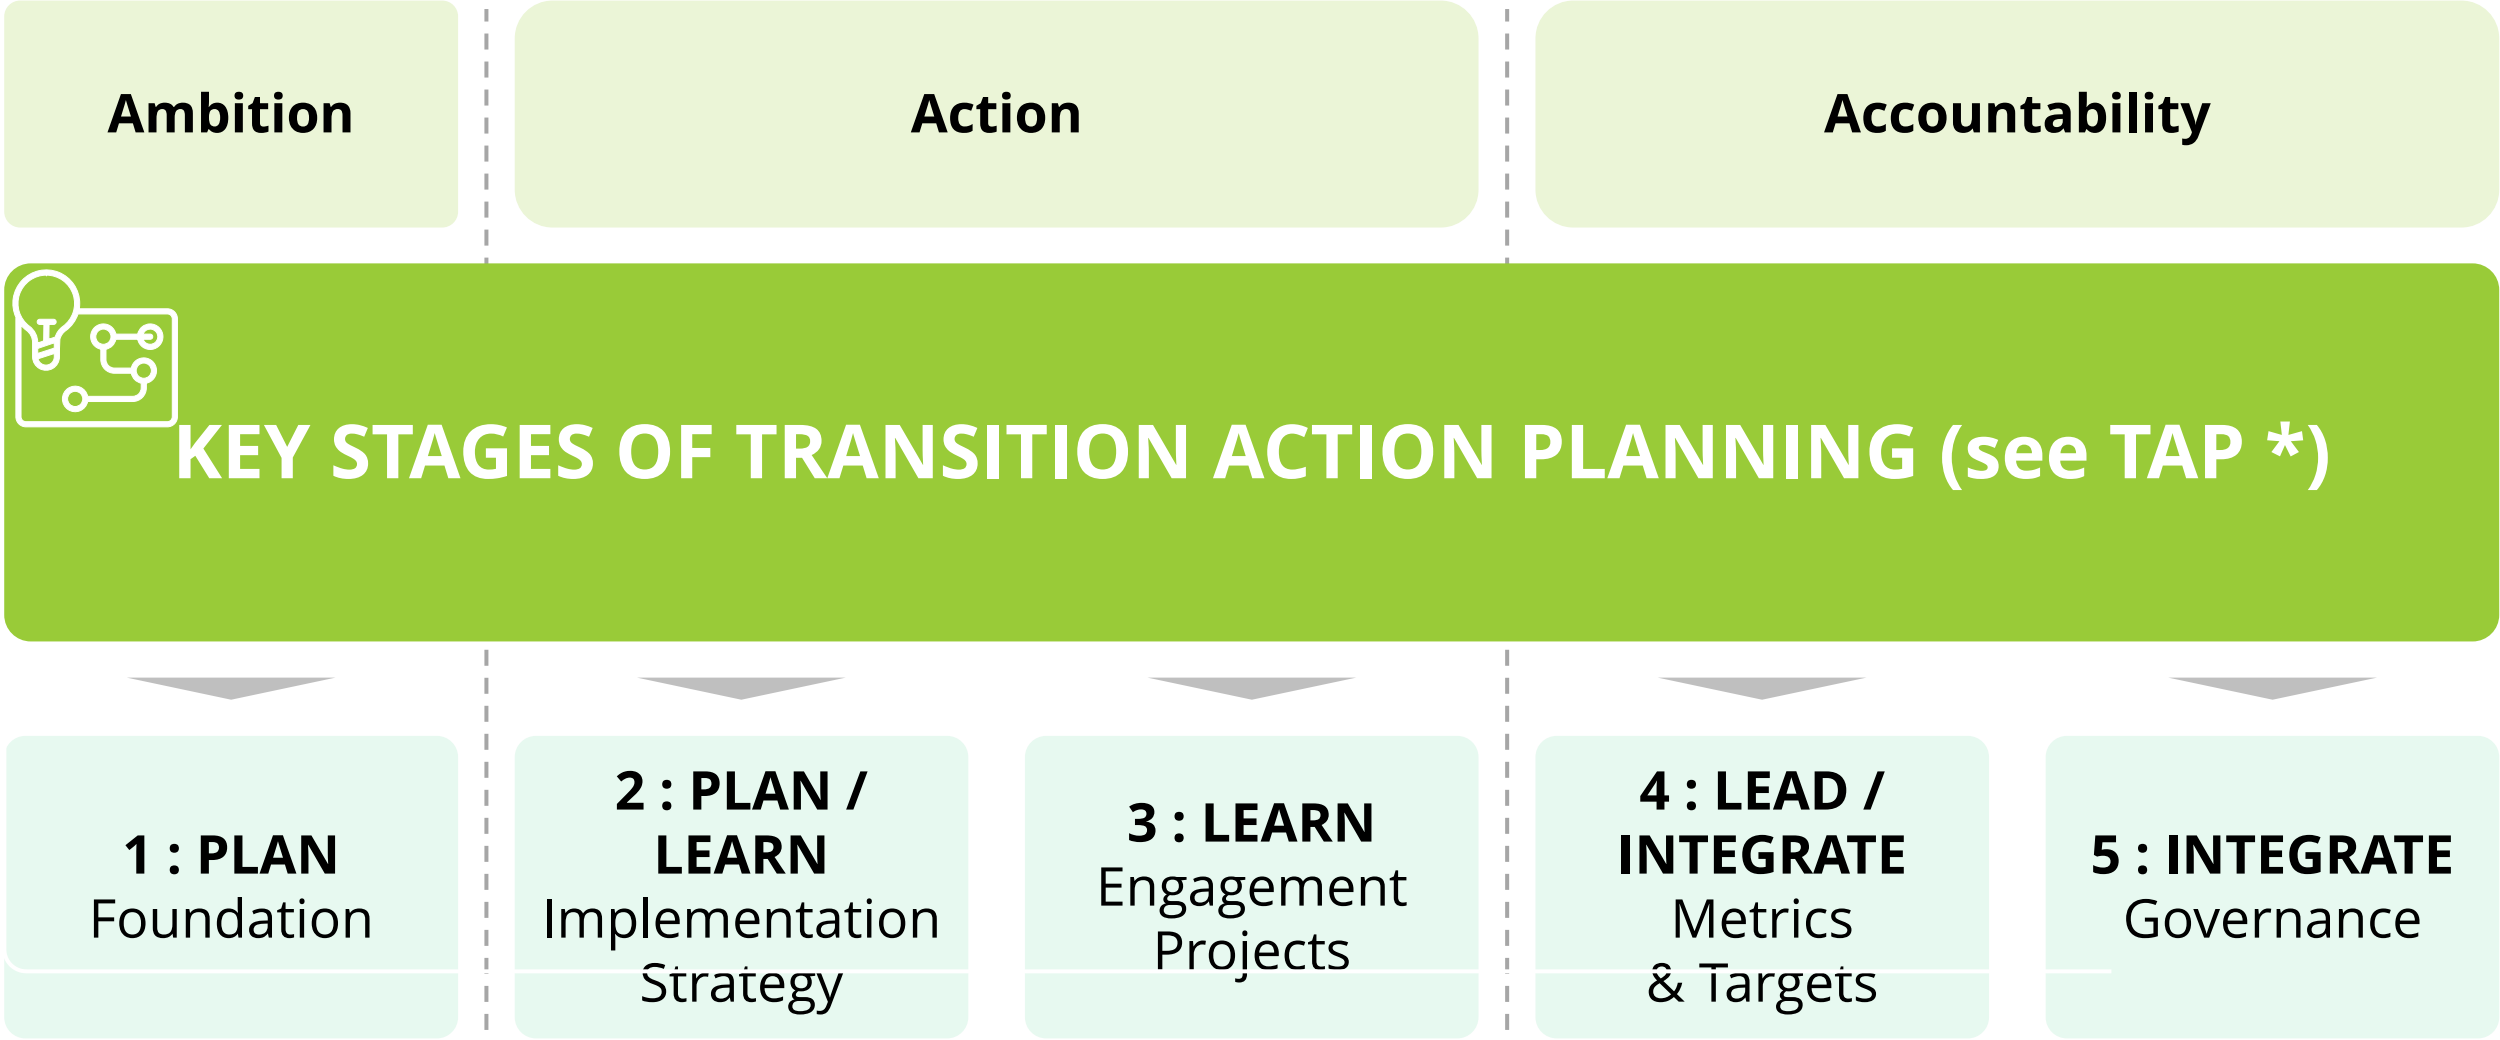 Ambition
Action
Accountability
KEY STAGES OF TRANSITION ACTION PLANNING (see TAP *)
1 : PLAN
Foundation
2 : PLAN /
LEARN
Implementation
Strategy
3 : LEARN
Engagement
Projects
4 : LEAD /
INTEGRATE
Metrics
& Targets
5 : INTEGRATE
Governance